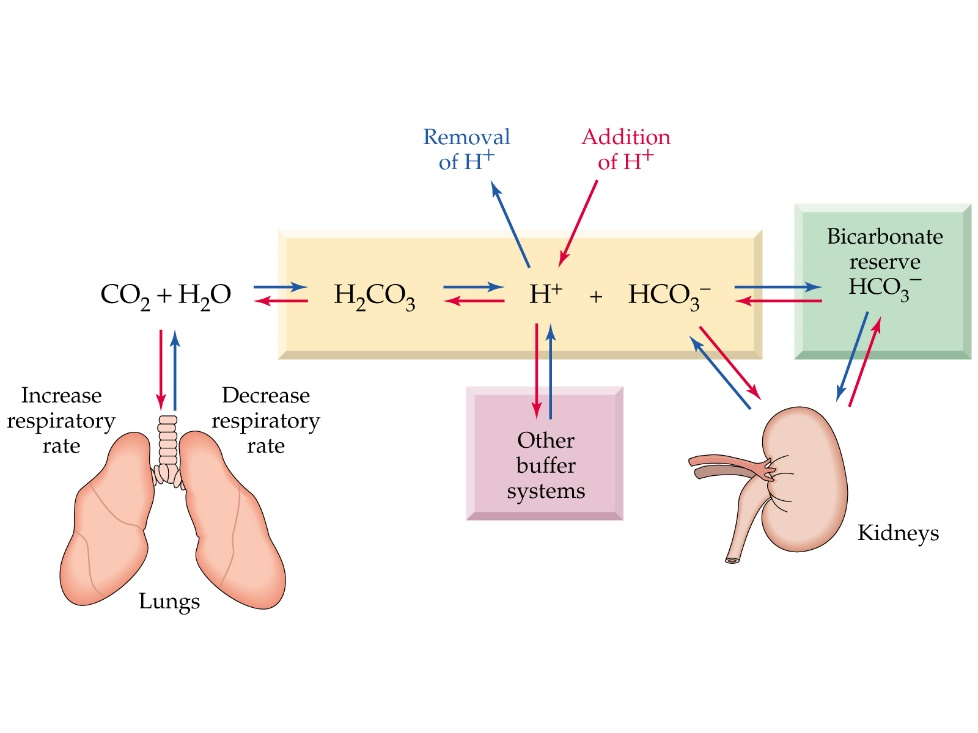 Removal
of H⁺
Addition
of H⁺
Bicarbonate
reserve
HCO₃⁻
CO₂ + H₂O
H₂CO₃
H⁺ + HCO₃⁻
Increase
respiratory
rate
Decrease
respiratory
rate
Other
buffer
systems
Kidneys
Lungs